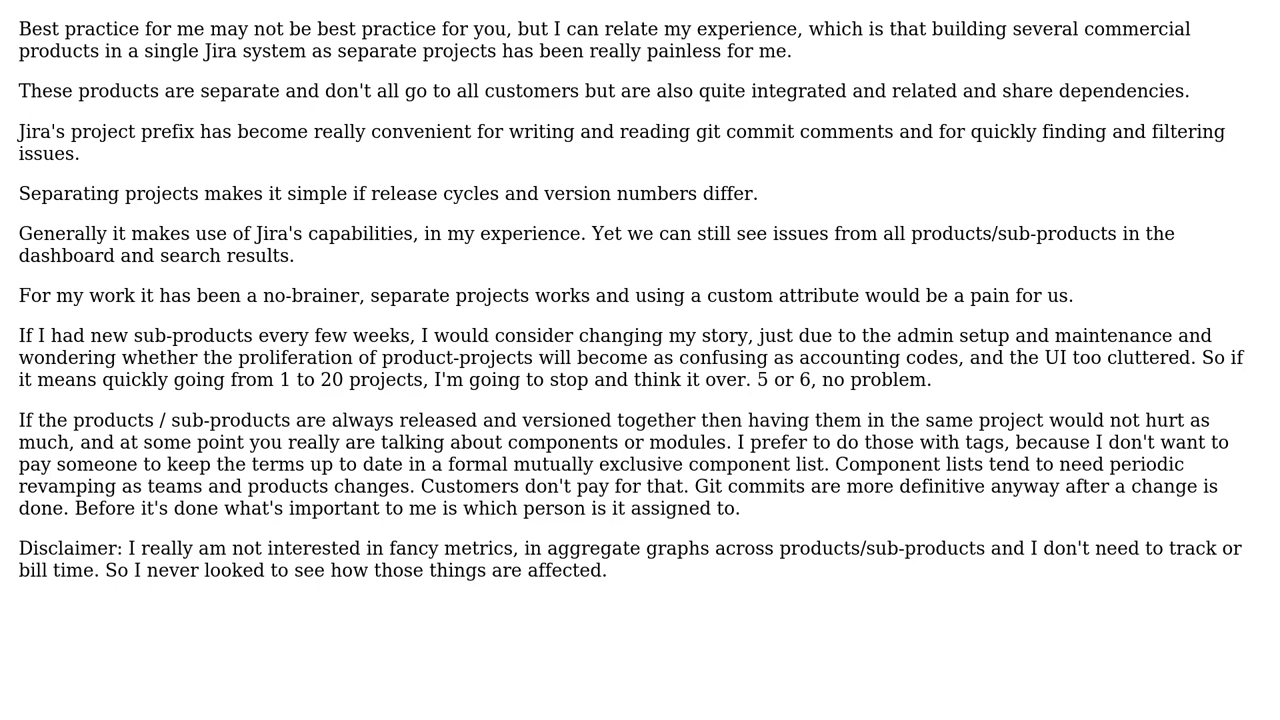 Best practice for me may not be best practice for you, but I can relate my experience, which is that building several commercial
products in a single Jira system as separate projects has been really painless for me.
These products are separate and don't all go to all customers but are also quite integrated and related and share dependencies.
Jira's project prefix has become really convenient for writing and reading git commit comments and for quickly finding and filtering
issues.
Separating projects makes it simple if release cycles and version numbers differ.
Generally it makes use of Jira's capabilities, in my experience. Yet we can still see issues from all products/sub-products in the
dashboard and search results.
For my work it has been a no-brainer, separate projects works and using a custom attribute would be a pain for us.
If I had new sub-products every few weeks, I would consider changing my story, just due to the admin setup and maintenance and
wondering whether the proliferation of product-projects will become as confusing as accounting codes, and the UI too cluttered. So if
it means quickly going from 1 to 20 projects, I'm going to stop and think it over. 5 or 6, no problem.
If the products / sub-products are always released and versioned together then having them in the same project would not hurt as
much, and at some point you really are talking about components or modules. I prefer to do those with tags, because I don't want to
pay someone to keep the terms up to date in a formal mutually exclusive component list. Component lists tend to need periodic
revamping as teams and products changes. Customers don't pay for that. Git commits are more definitive anyway after a change is
done. Before it's done what's important to me is which person is it assigned to.
Disclaimer: I really am not interested in fancy metrics, in aggregate graphs across products/sub-products and I don't need to track or
bill time. So I never looked to see how those things are affected.